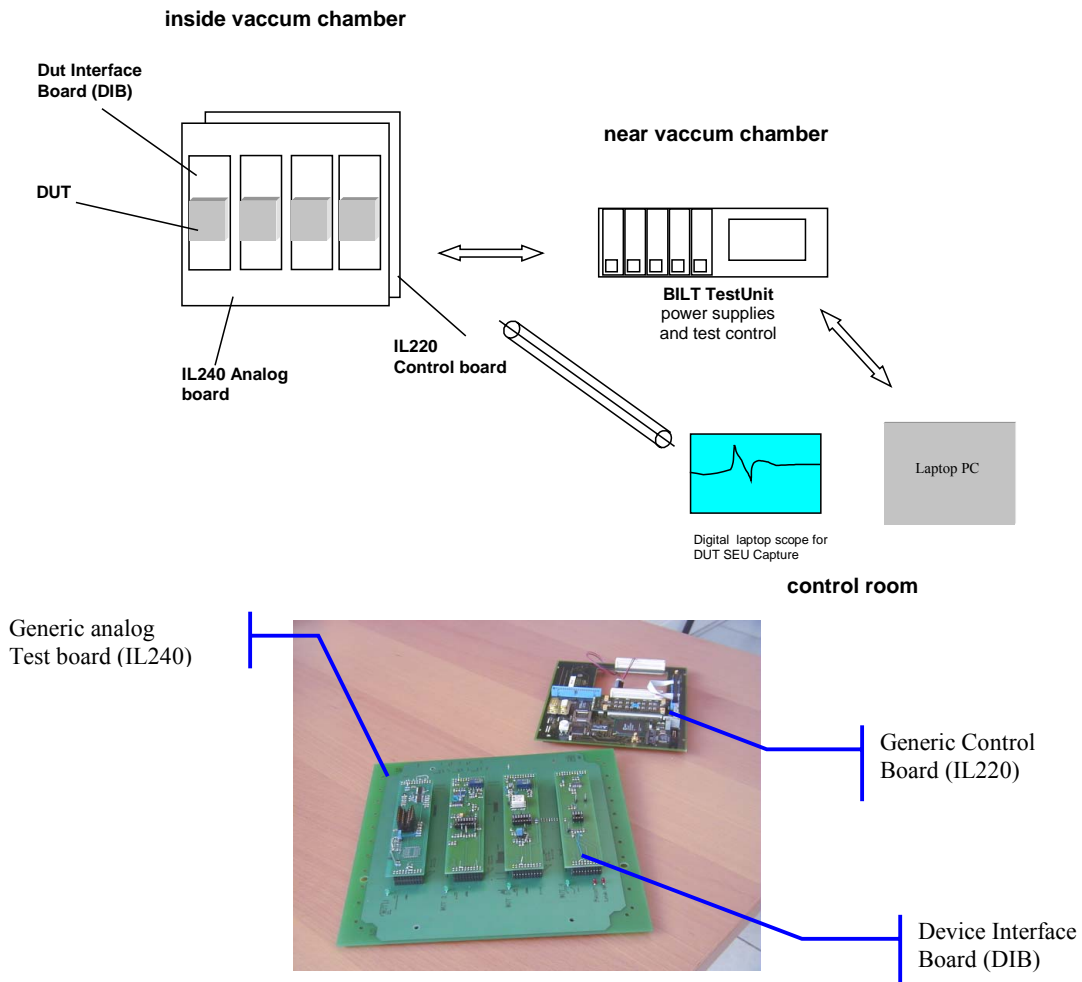 inside vaccum chamber
Dut Interface
Board (DIB)
near vaccum chamber
DUT
BILT TestUnit
power supplies
and test control
IL220
Control board
IL240 Analog
board
Laptop PC
Digital laptop scope for
DUT SEU Capture
control room
Generic analog
Test board (IL240)
Generic Control
Board (IL220)
Device Interface
Board (DIB)